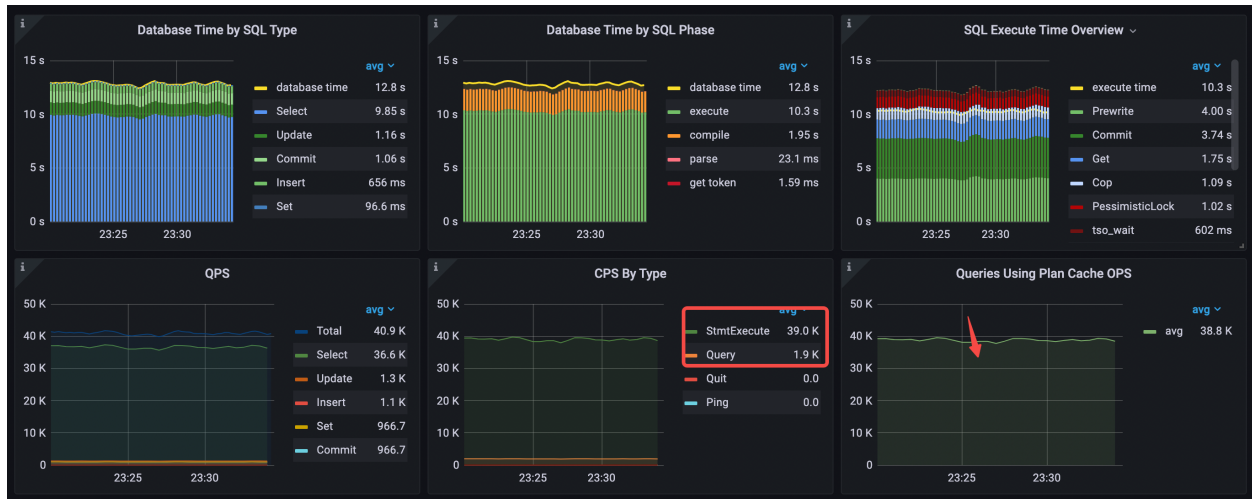 Database Time by SQL Type
15 s
10 s
5 s
0 s
23:25 23:30
avg
database time 12.8 s
Select 9.85 s
Update 1.16 s
Commit 1.06 s
Insert 656 ms
Set 96.6 ms
Database Time by SQL Phase
15 s
10 s
5 s
0 s
23:25 23:30
avg
database time 12.8 s
execute 10.3 s
compile 1.95 s
parse 23.1 ms
get token 1.59 ms
SQL Execute Time Overview
15 s
10 s
5 s
0 s
23:25 23:30
avg
execute time 10.3 s
Prewrite 4.00 s
Commit 3.74 s
Get 1.75 s
Cop 1.09 s
PessimisticLock 1.02 s
tso_wait 602 ms
QPS
50 K
40 K
30 K
20 K
10 K
0
23:25 23:30
avg
Total 40.9 K
Select 36.6 K
Update 1.3 K
Insert 1.1 K
Set 966.7
Commit 966.7
CPS By Type
50 K
40 K
30 K
20 K
10 K
0
23:25 23:30
avg
StmtExecute 39.0 K
Query 1.9 K
Quit 0.0
Ping 0.0
Queries Using Plan Cache OPS
50 K
40 K
30 K
20 K
10 K
0
23:25 23:30
avg
avg 38.8 K